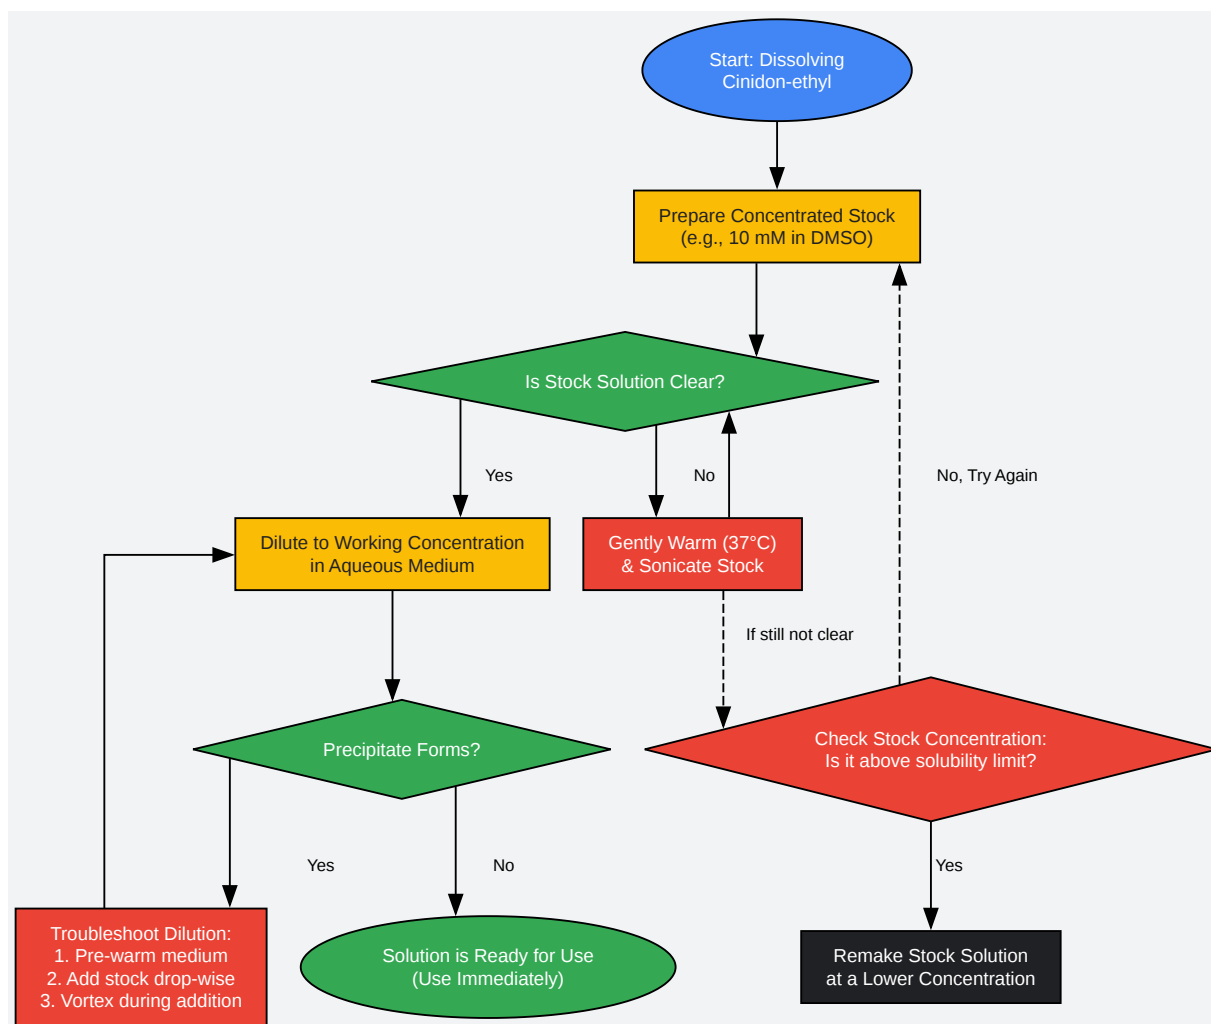 Start: Dissolving
Cinidon-ethyl
Prepare Concentrated Stock
(e.g., 10 mM in DMSO)
Is Stock Solution Clear?
Yes
No
No, Try Again
Dilute to Working Concentration
in Aqueous Medium
Gently Warm (37°C)
& Sonicate Stock
If still not clear
Precipitate Forms?
Check Stock Concentration:
Is it above solubility limit?
Yes
No
Yes
Troubleshoot Dilution:
1. Pre-warm medium
2. Add stock drop-wise
3. Vortex during addition
Solution is Ready for Use
(Use Immediately)
Remake Stock Solution
at a Lower Concentration